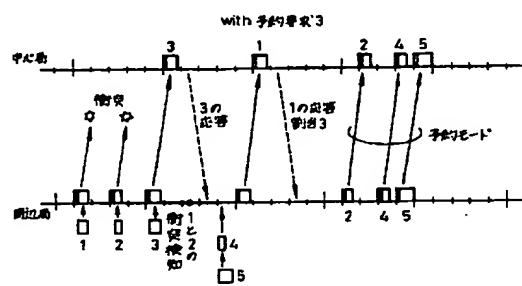 with 予約要求'3
3
1
2
4
5
中心局
衝突
3の
応答
1の応答
割当3
予約モード
周辺局
1
2
3
1と2の
衝突検知
4
5
2
4
5